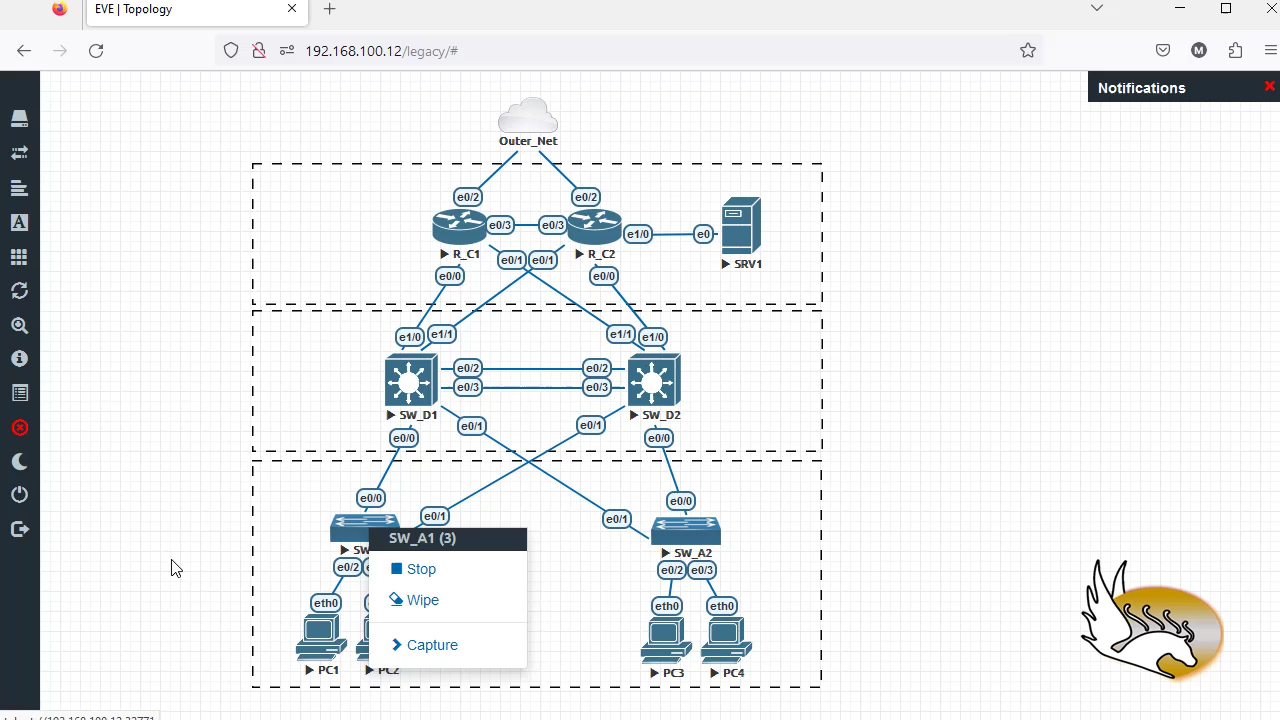 EVE | Topology
192.168.100.12/legacy/#
M
Notifications
Outer_Net
e0/2
e0/2
e0/3
e0/3
e1/0
e0
R_C1
R_C2
SRV1
e0/1
e0/1
e0/0
e0/0
e1/0
e1/1
e1/1
e1/0
e0/2
e0/2
e0/3
e0/3
SW_D1
SW_D2
e0/1
e0/1
e0/0
e0/0
e0/0
e0/0
e0/1
e0/1
SW_A1 (3)
SW_A2
Stop
e0/2
e0/2
e0/3
Wipe
eth0
eth0
eth0
Capture
PC1
PC2
PC3
PC4